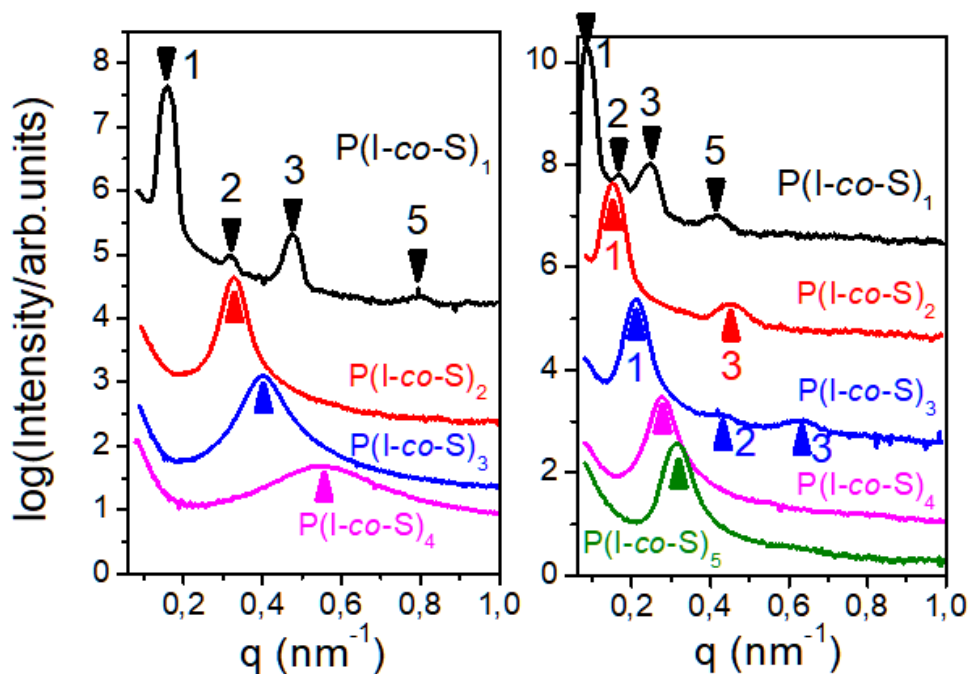 log(Intensity/arb.units)
8
7
6
5
4
3
2
1
0
1
2
3
5
P(I-co-S)1
P(I-co-S)2
P(I-co-S)3
P(I-co-S)4
0,2 0,4 0,6 0,8 1,0
q (nm-1)
10
8
6
4
2
0
1
2
3
5
P(I-co-S)1
1
3
P(I-co-S)2
1
2
3
P(I-co-S)3
P(I-co-S)4
P(I-co-S)5
0,2 0,4 0,6 0,8 1,0
q (nm-1)